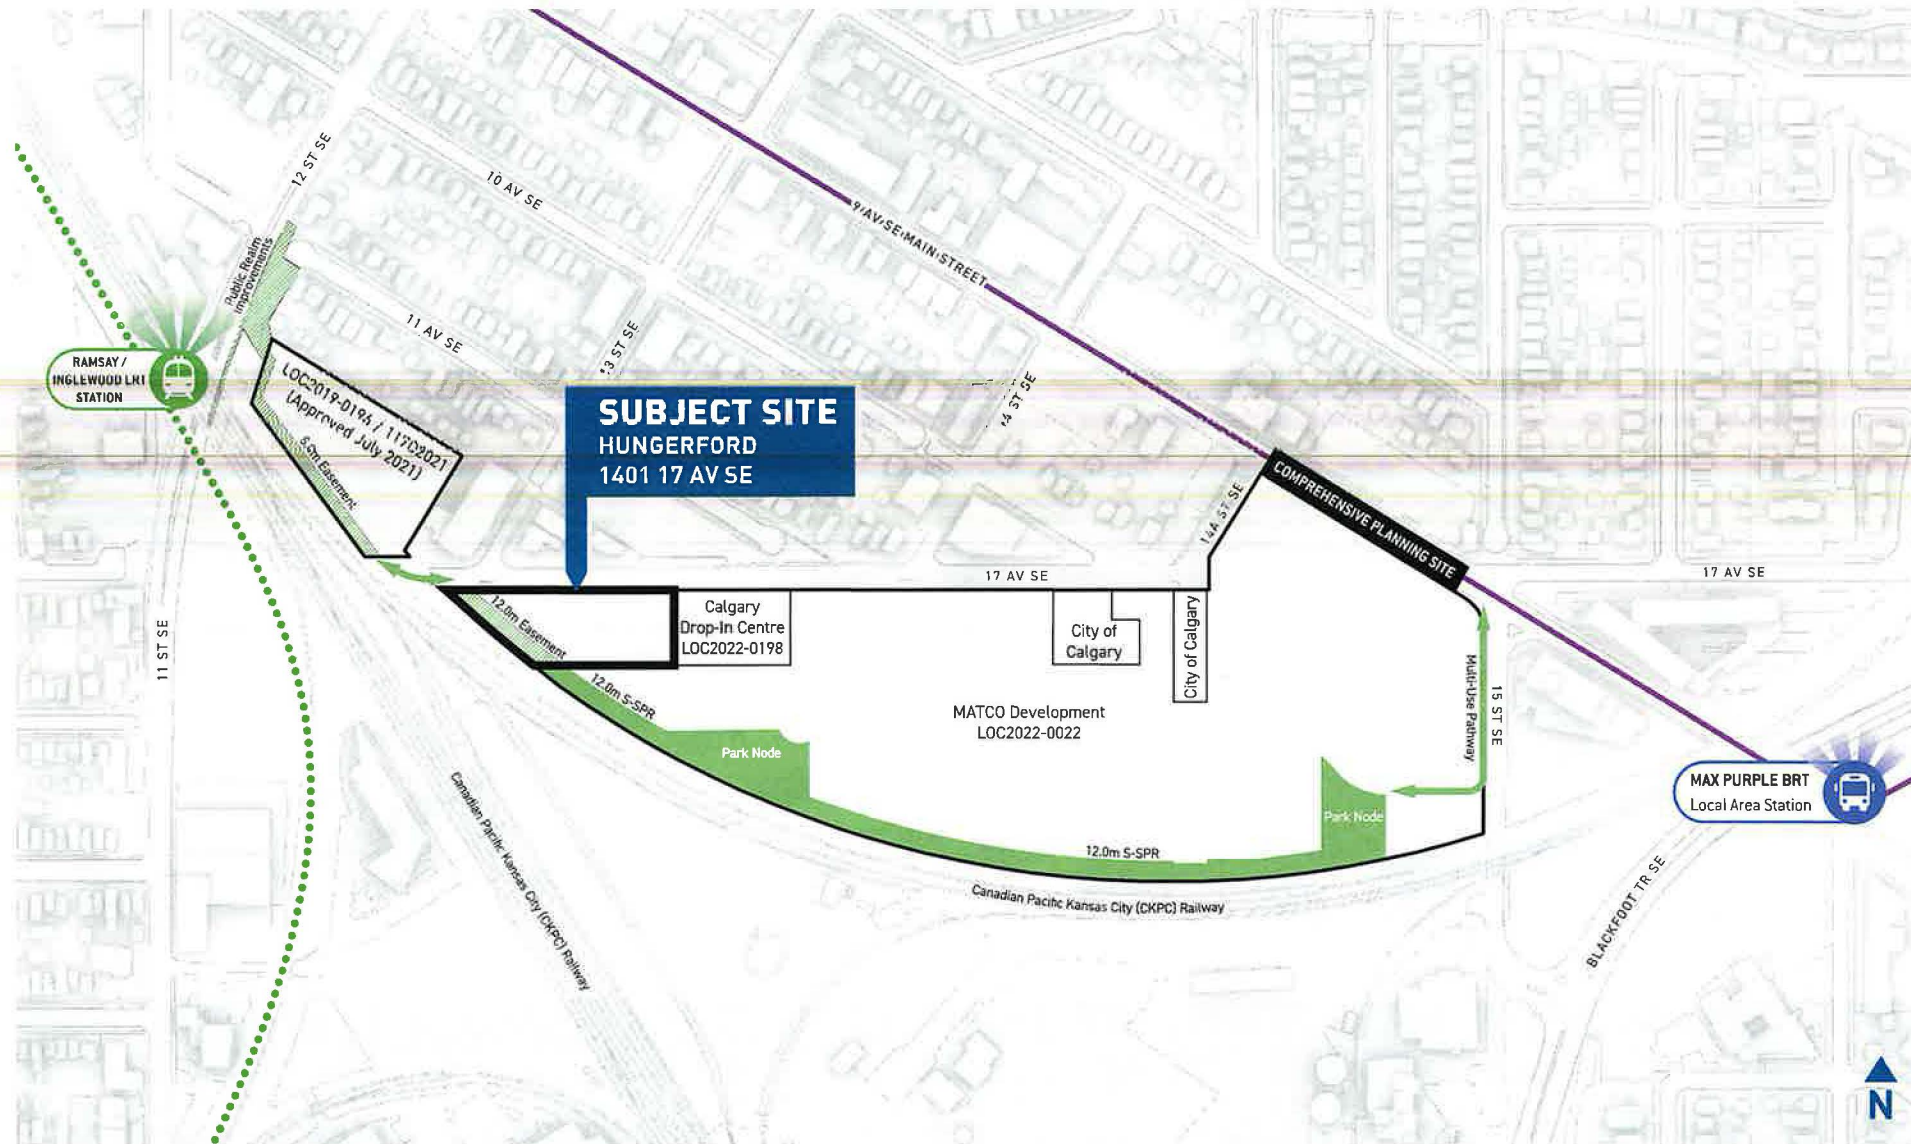 12 ST SE
10 AV SE
9 AV SE MAIN STREET
Public Realm
Improvements
11 AV SE
13 ST SE
14 ST SE
RAMSAY /
INGLEWOOD LRT
STATION
LOC2019-0196 / 117C2021
(Approved July 2021)
5.0m Easement
SUBJECT SITE
HUNGERFORD
1401 17 AV SE
14A ST SE
COMPREHENSIVE PLANNING SITE
17 AV SE
17 AV SE
11 ST SE
12.0m Easement
Calgary
Drop-In Centre
LOC2022-0198
City of
Calgary
City of Calgary
12.0m S-SPR
MATCO Development
LOC2022-0022
Multi-Use Pathway
15 ST SE
Park Node
Park Node
MAX PURPLE BRT
Local Area Station
12.0m S-SPR
Canadian Pacific Kansas City (CKPC) Railway
Canadian Pacific Kansas City (CKPC) Railway
BLACKFOOT TR SE
N